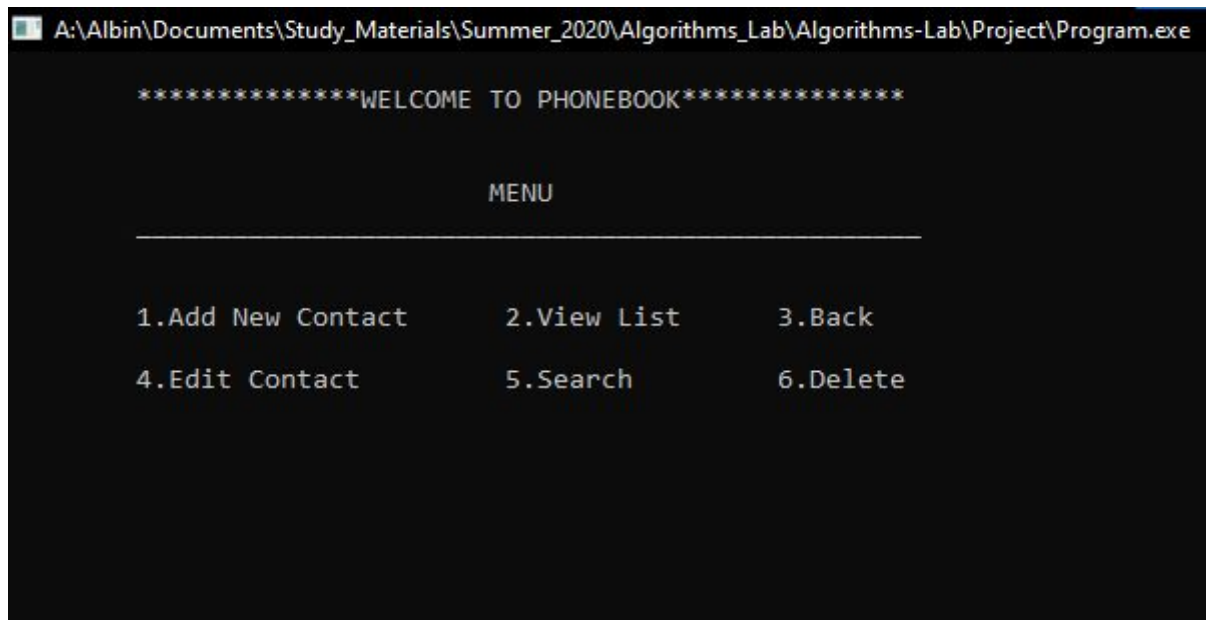 A:\Albin\Documents\Study_Materials\Summer_2020\Algorithms_Lab\Algorithms-Lab\Project\Program.exe
**************WELCOME TO PHONEBOOK**************
MENU
1.Add New Contact 2.View List 3.Back
4.Edit Contact 5.Search 6.Delete